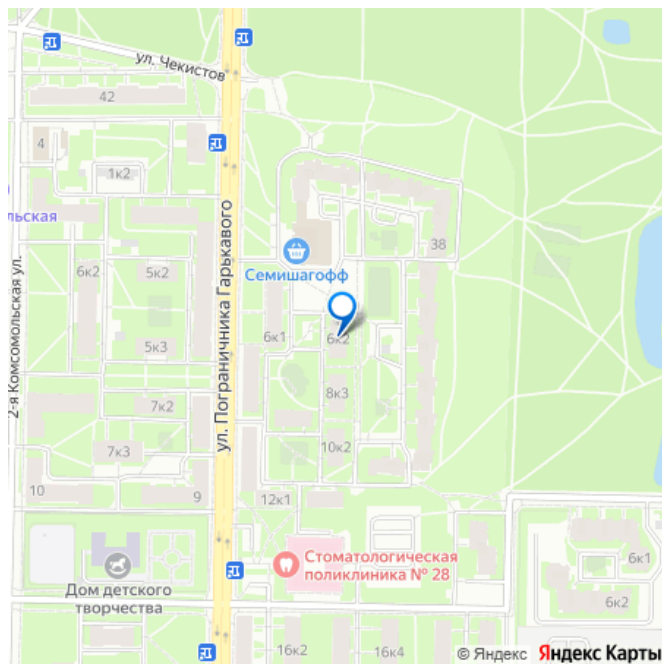 ул. Чекистов
42
4
1к2
ул. Пограничника Гарькавого
2-я Комсомольская ул.
льская
38
Семишагофф
6к2
5к2
6к1
6к2
5к3
8к3
7к2
10к2
7к3
10
9
12к1
Стоматологическая
поликлиника № 28
Дом детского
творчества
6к1
6к2
16к2
16к4
© Яндекс Яндекс Карты